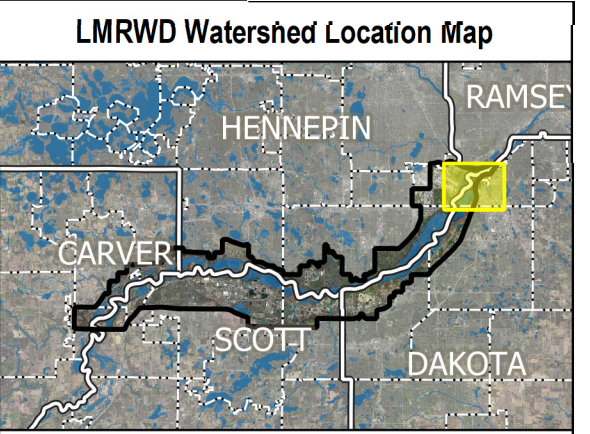 LMRWD Watershed Location Map
RAMSEY
HENNEPIN
CARVER
SCOTT
DAKOTA